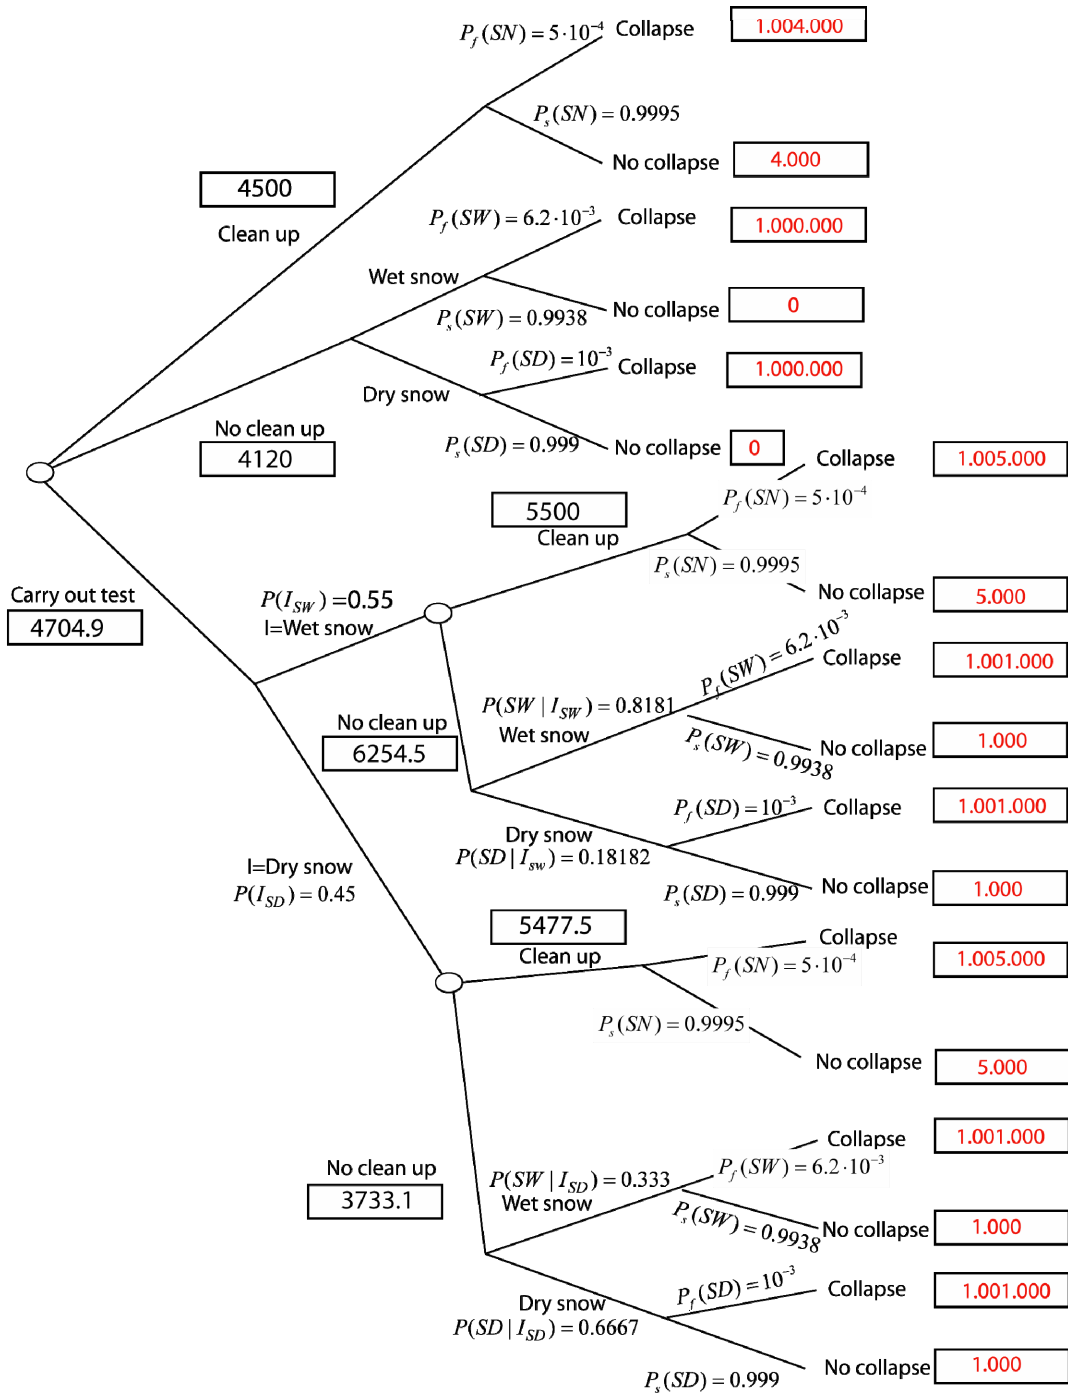 P_f(SN) = 5·10⁻⁴ Collapse 1.004.000
P_s(SN) = 0.9995
No collapse 4.000
4500
Clean up
P_f(SW) = 6.2·10⁻³ Collapse 1.000.000
Wet snow
P_s(SW) = 0.9938 No collapse 0
P_f(SD) = 10⁻³ Collapse 1.000.000
Dry snow
No clean up
4120
P_s(SD) = 0.999 No collapse 0
Collapse 1.005.000
P_f(SN) = 5·10⁻⁴
5500
Clean up
P_s(SN) = 0.9995
No collapse 5.000
Carry out test
4704.9
P(I_SW) =0.55
I=Wet snow
P_f(SW) = 6.2·10⁻³ Collapse 1.001.000
P(SW | I_SW) = 0.8181
Wet snow
No clean up
6254.5
P_s(SW) = 0.9938 No collapse 1.000
P_f(SD) = 10⁻³ Collapse 1.001.000
Dry snow
P(SD | I_sw) = 0.18182
P_s(SD) = 0.999 No collapse 1.000
I=Dry snow
P(I_SD) = 0.45
5477.5
Clean up
Collapse 1.005.000
P_f(SN) = 5·10⁻⁴
P_s(SN) = 0.9995
No collapse 5.000
Collapse 1.001.000
P_f(SW) = 6.2·10⁻³
No clean up
3733.1
P(SW | I_SD) = 0.333
Wet snow
P_s(SW) = 0.9938 No collapse 1.000
P_f(SD) = 10⁻³ Collapse 1.001.000
Dry snow
P(SD | I_SD) = 0.6667
P_s(SD) = 0.999 No collapse 1.000